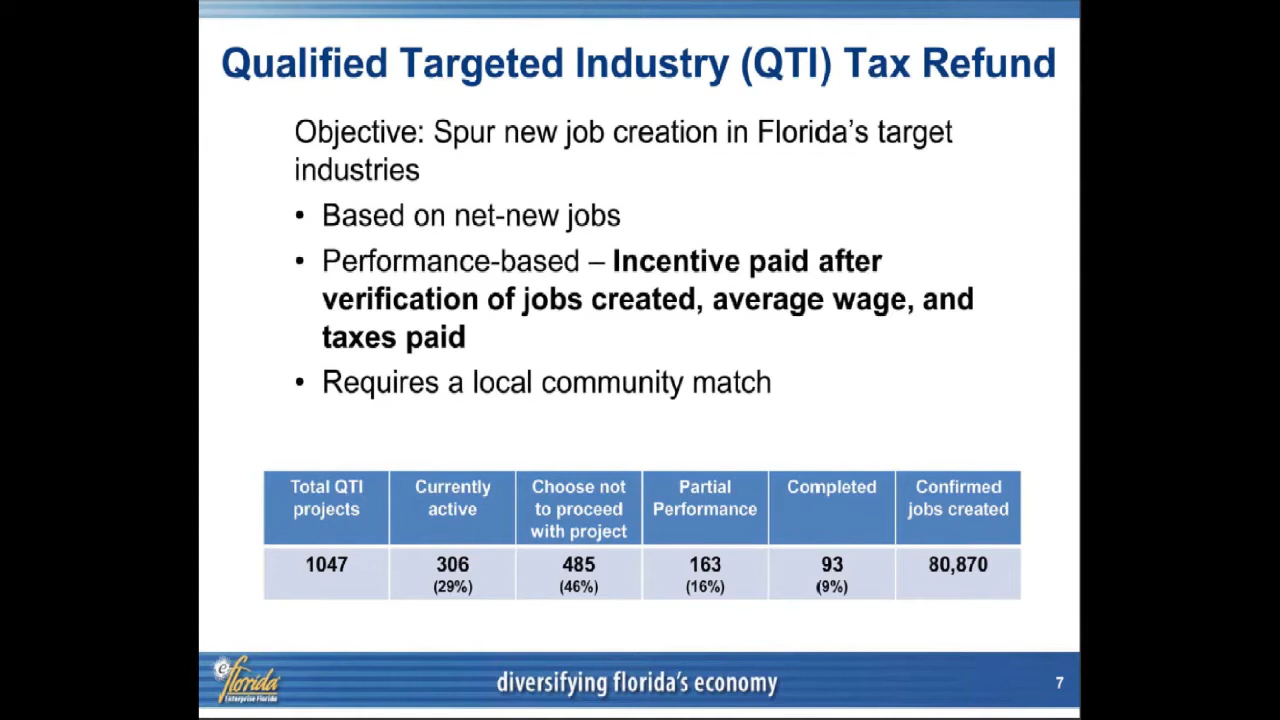 Qualified Targeted Industry (QTI) Tax Refund
Objective: Spur new job creation in Florida's target
industries
• Based on net-new jobs
• Performance-based – Incentive paid after
verification of jobs created, average wage, and
taxes paid
• Requires a local community match
Total QTI projects
Currently active
Choose not to proceed with project
Partial Performance
Completed
Confirmed jobs created
1047
306 (29%)
485 (46%)
163 (16%)
93 (9%)
80,870
eflorida
Enterprise Florida
diversifying florida's economy
7